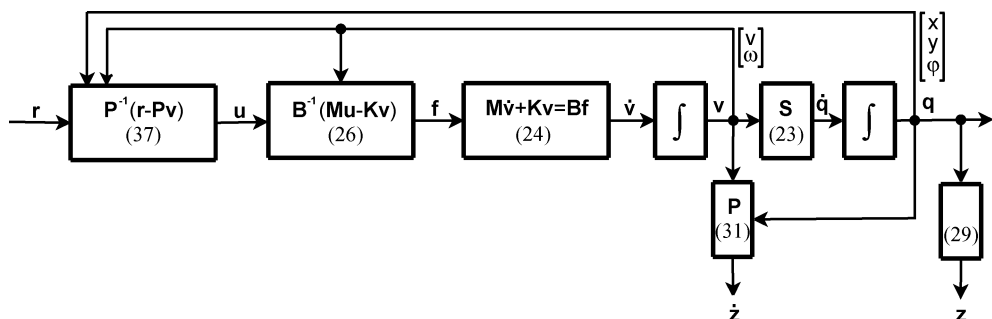 [v ω]
[x y φ]
r
P⁻¹(r-Pv)
(37)
u
B⁻¹(Mu-Kv)
(26)
f
Mv̇+Kv=Bf
(24)
v̇
∫
v
S
(23)
q̇
∫
q
P
(31)
(29)
ż
z